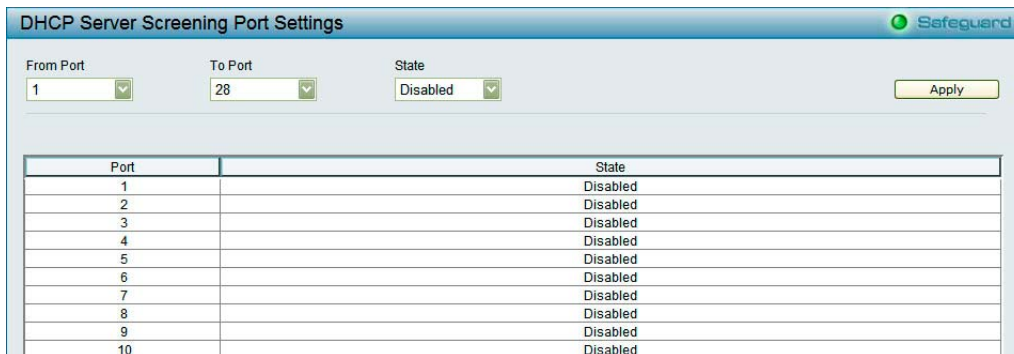 DHCP Server Screening Port Settings
Safeguard
From Port To Port State
1 28 Disabled Apply
Port State
1 Disabled
2 Disabled
3 Disabled
4 Disabled
5 Disabled
6 Disabled
7 Disabled
8 Disabled
9 Disabled
10 Disabled